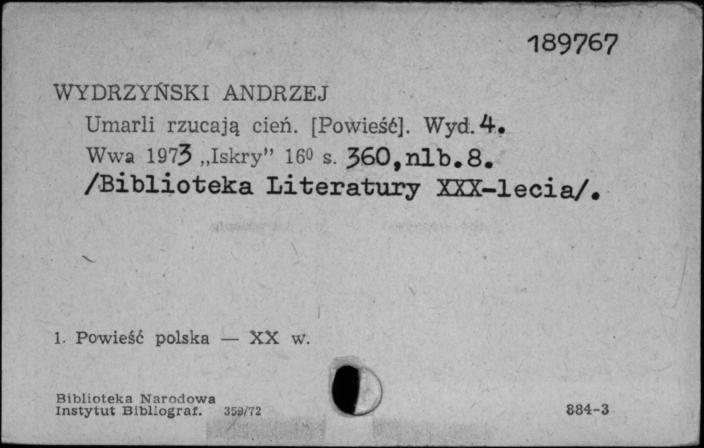 189767
WYDRZYŃSKI ANDRZEJ
Umarli rzucają cień. [Powieść]. Wyd. 4.
Wwa 1973 „Iskry” 16⁰ s. 360, nlb. 8.
/Biblioteka Literatury XXX-lecia/.
1. Powieść polska — XX w.
Biblioteka Narodowa
Instytut Bibliograf. 359/72 884-3